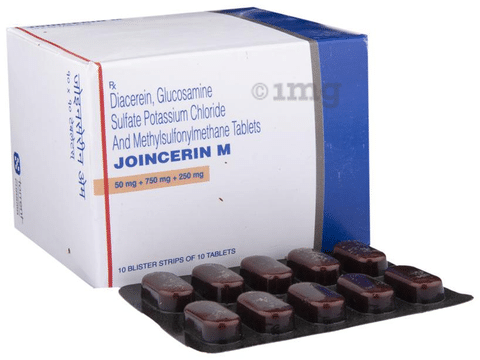 Rx
Diacerein, Glucosamine
Sulfate Potassium Chloride
And Methylsulfonylmethane Tablets
JOINCERIN M
50 mg + 750 mg + 250 mg
10 BLISTER STRIPS OF 10 TABLETS
©1mg
torrent